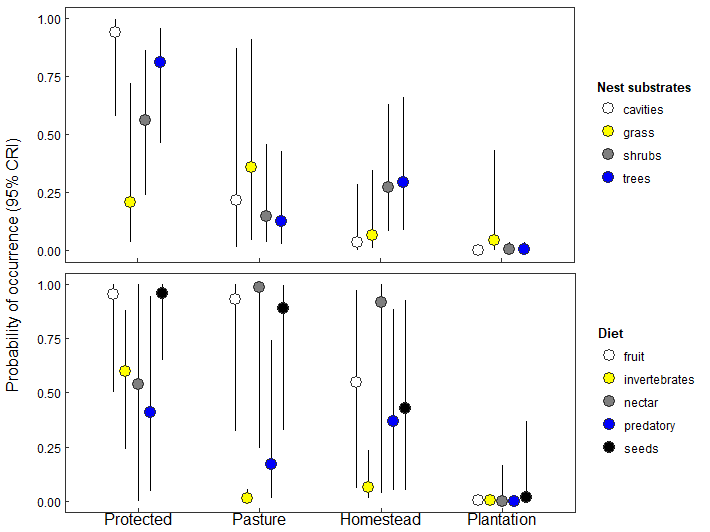 Probability of occurrence (95% CRI)
1.00
0.75
0.50
0.25
0.00
Nest substrates
cavities
grass
shrubs
trees
1.00
0.75
0.50
0.25
0.00
Protected Pasture Homestead Plantation
Diet
fruit
invertebrates
nectar
predatory
seeds